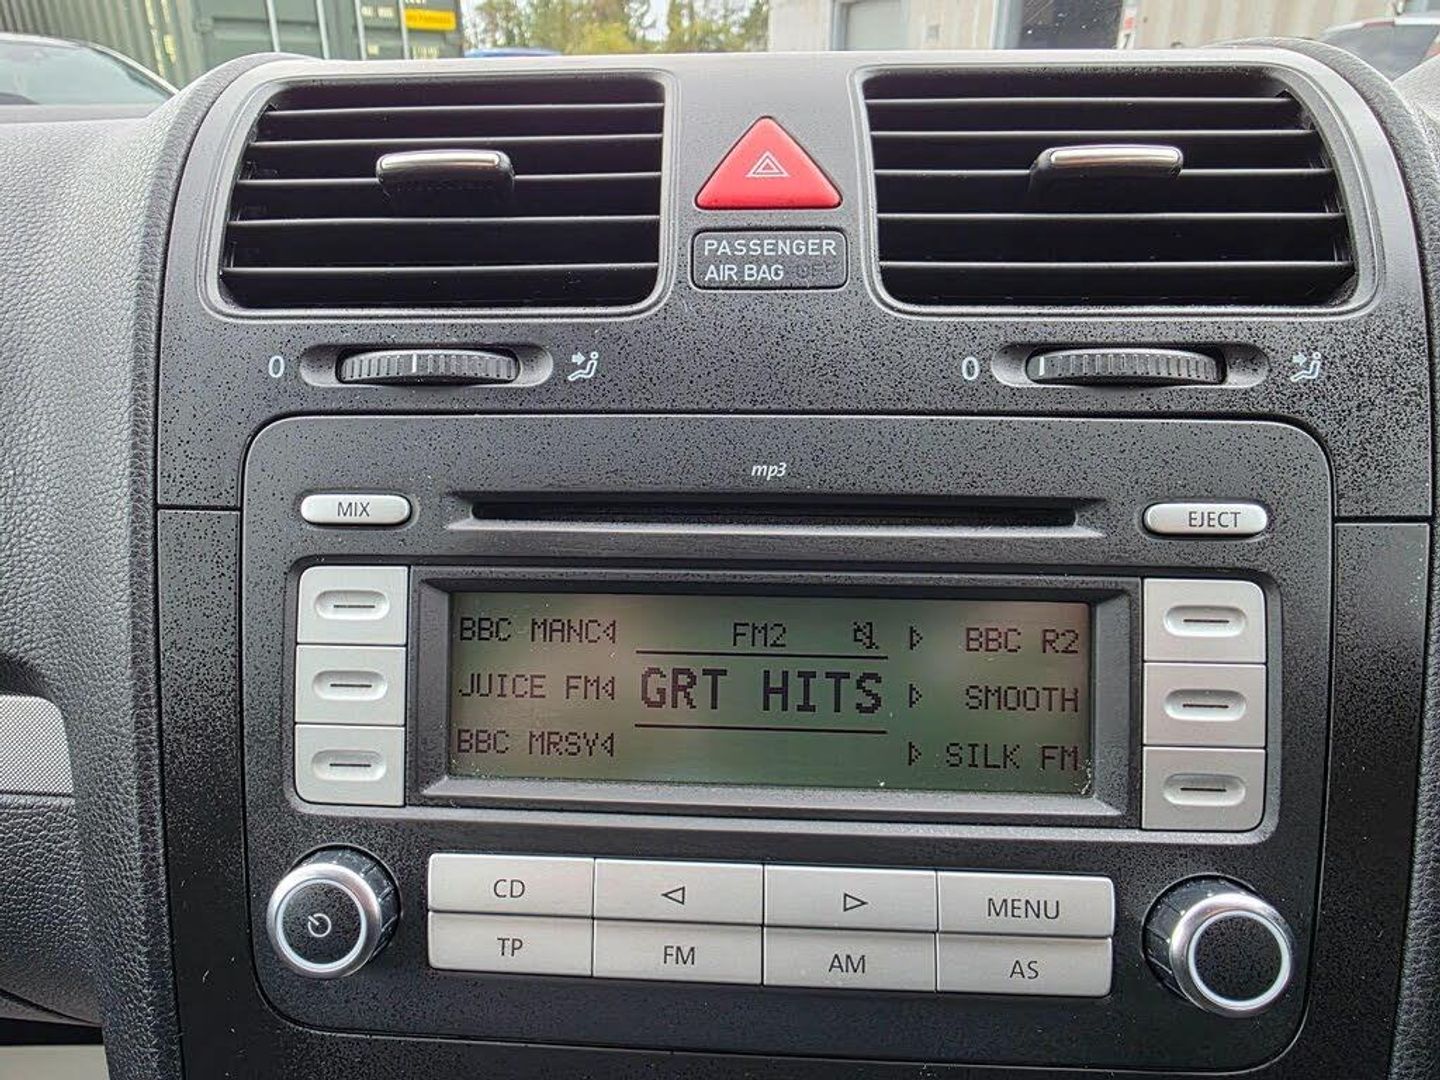 PASSENGER
AIR BAG OFF
0
0
mp3
MIX
EJECT
BBC MANC
FM2
BBC R2
JUICE FM
GRT HITS
SMOOTH
BBC MRSY
SILK FM
CD
MENU
TP
FM
AM
AS